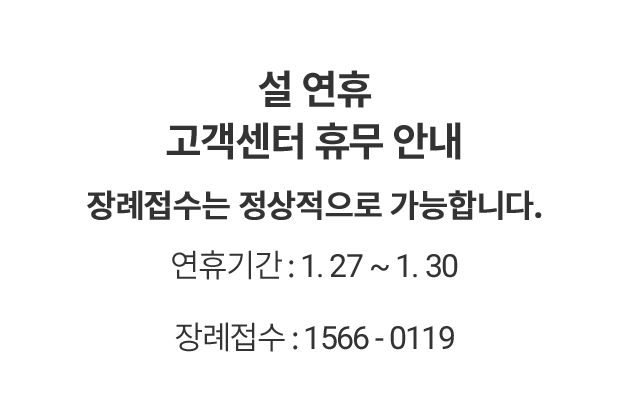 설 연휴
고객센터 휴무 안내
장례접수는 정상적으로 가능합니다.
연휴기간 : 1. 27 ~ 1. 30
장례접수 : 1566 - 0119